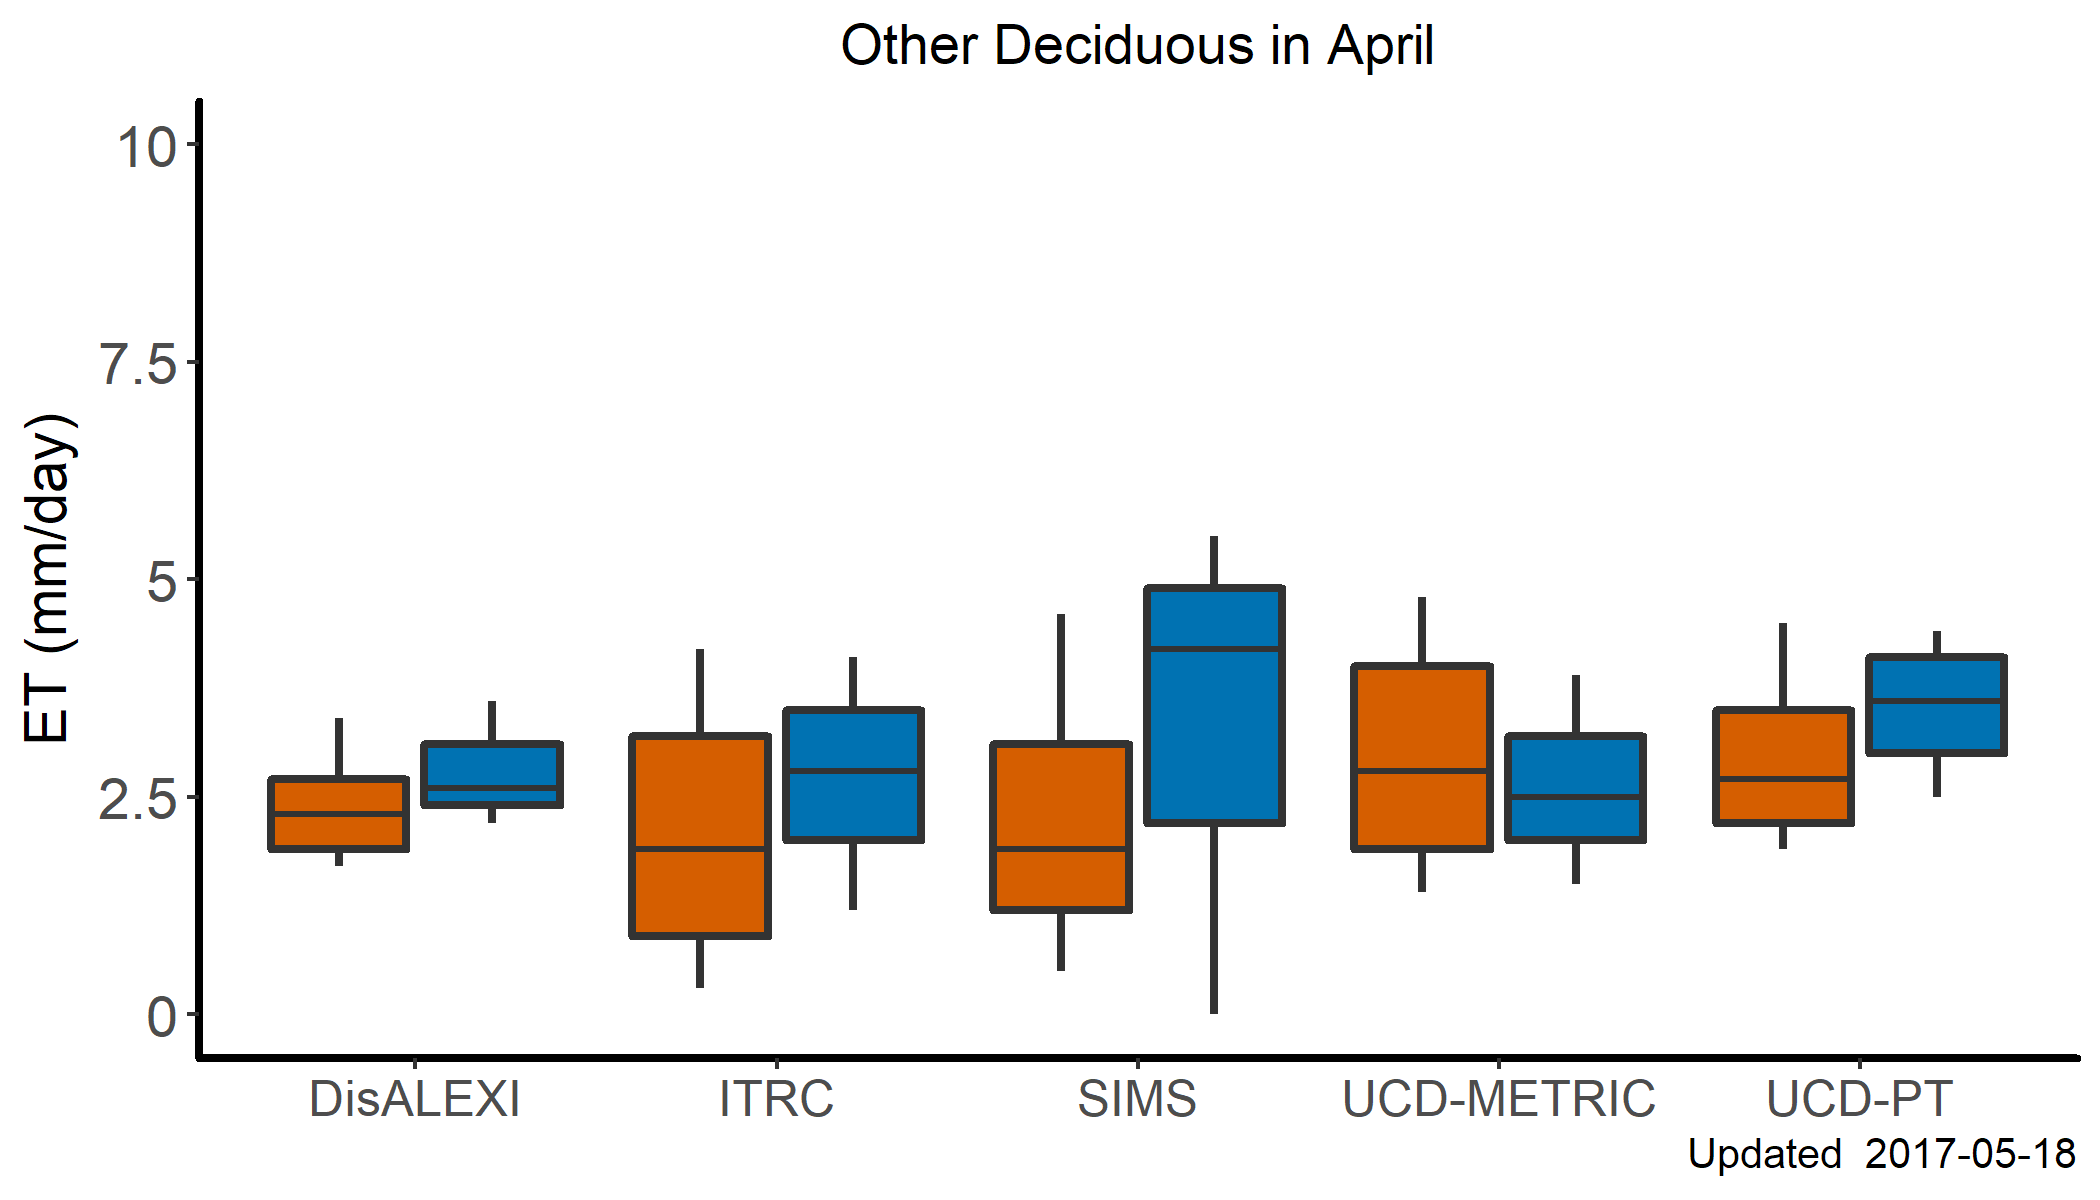 Other Deciduous in April
10
7.5
5
2.5
0
ET (mm/day)
DisALEXI ITRC SIMS UCD-METRIC UCD-PT
Updated  2017-05-18